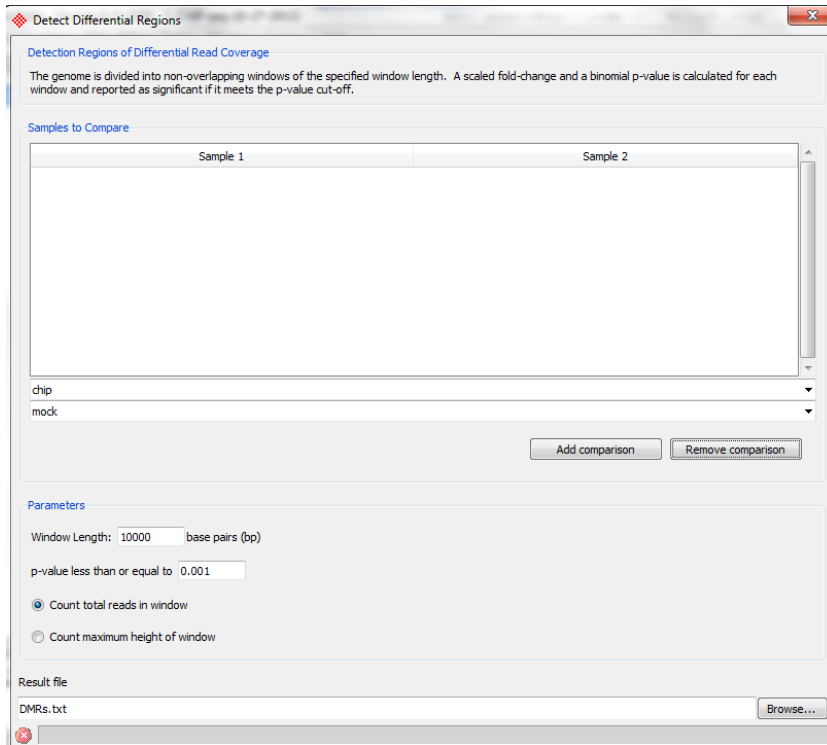 Detect Differential Regions
Detection Regions of Differential Read Coverage
The genome is divided into non-overlapping windows of the specified window length. A scaled fold-change and a binomial p-value is calculated for each
window and reported as significant if it meets the p-value cut-off.
Samples to Compare
Sample 1 Sample 2
chip
mock
Add comparison Remove comparison
Parameters
Window Length: 10000 base pairs (bp)
p-value less than or equal to 0.001
Count total reads in window
Count maximum height of window
Result file
DMRs.txt Browse...